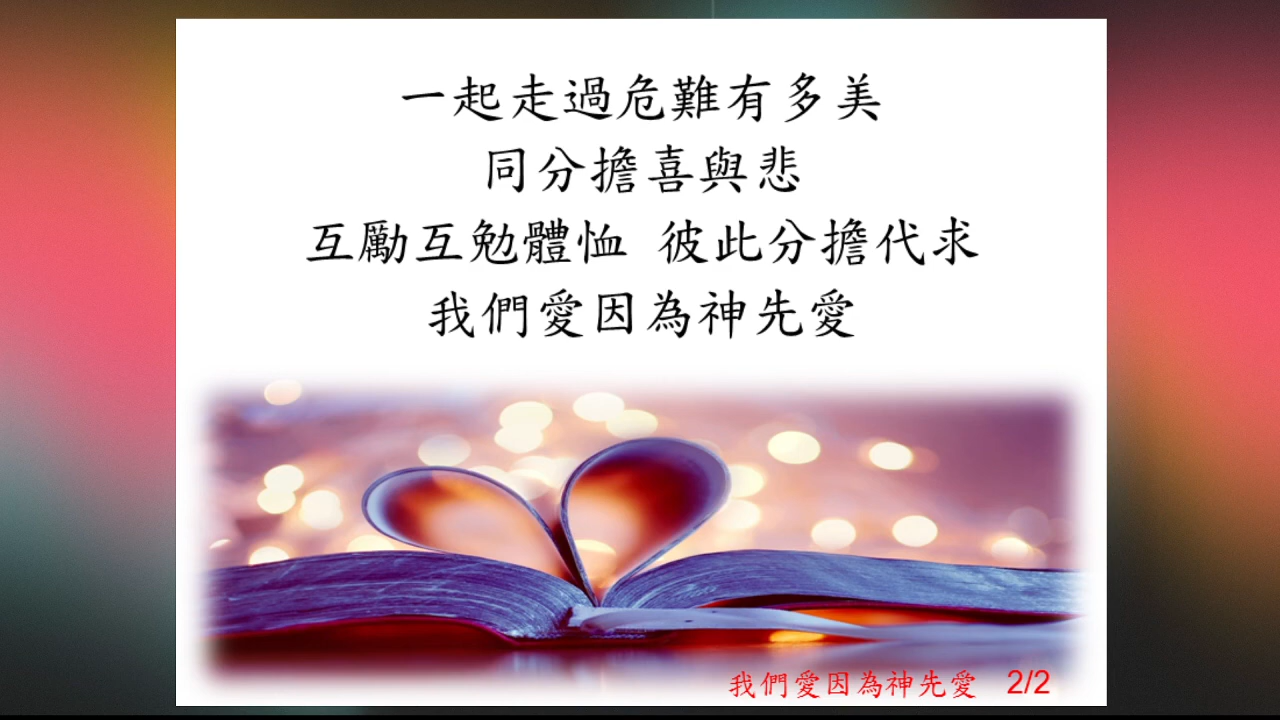 一起走過危難有多美
同分擔喜與悲
互勵互勉體恤 彼此分擔代求
我們愛因為神先愛
我們愛因為神先愛 2/2